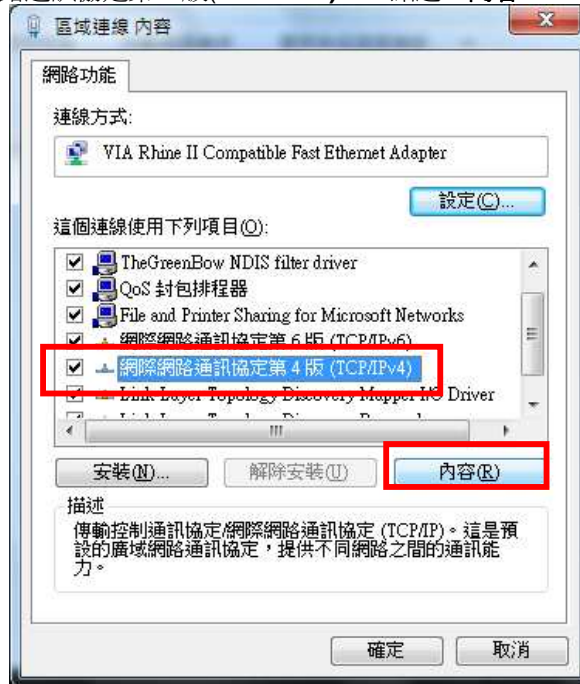 區域連線 內容
網路功能
連線方式:
VIA Rhine II Compatible Fast Ethernet Adapter
設定(C)...
這個連線使用下列項目(O):
TheGreenBow NDIS filter driver
QoS 封包排程器
File and Printer Sharing for Microsoft Networks
網際網路通訊協定第 6 版 (TCP/IPv6)
網際網路通訊協定第 4 版 (TCP/IPv4)
Link Layer Topology Discovery Mapper I/O Driver
安裝(N)...
解除安裝(U)
內容(R)
描述
傳輸控制通訊協定/網際網路通訊協定 (TCP/IP)。這是預
設的廣域網路通訊協定，提供不同網路之間的通訊能
力。
確定
取消